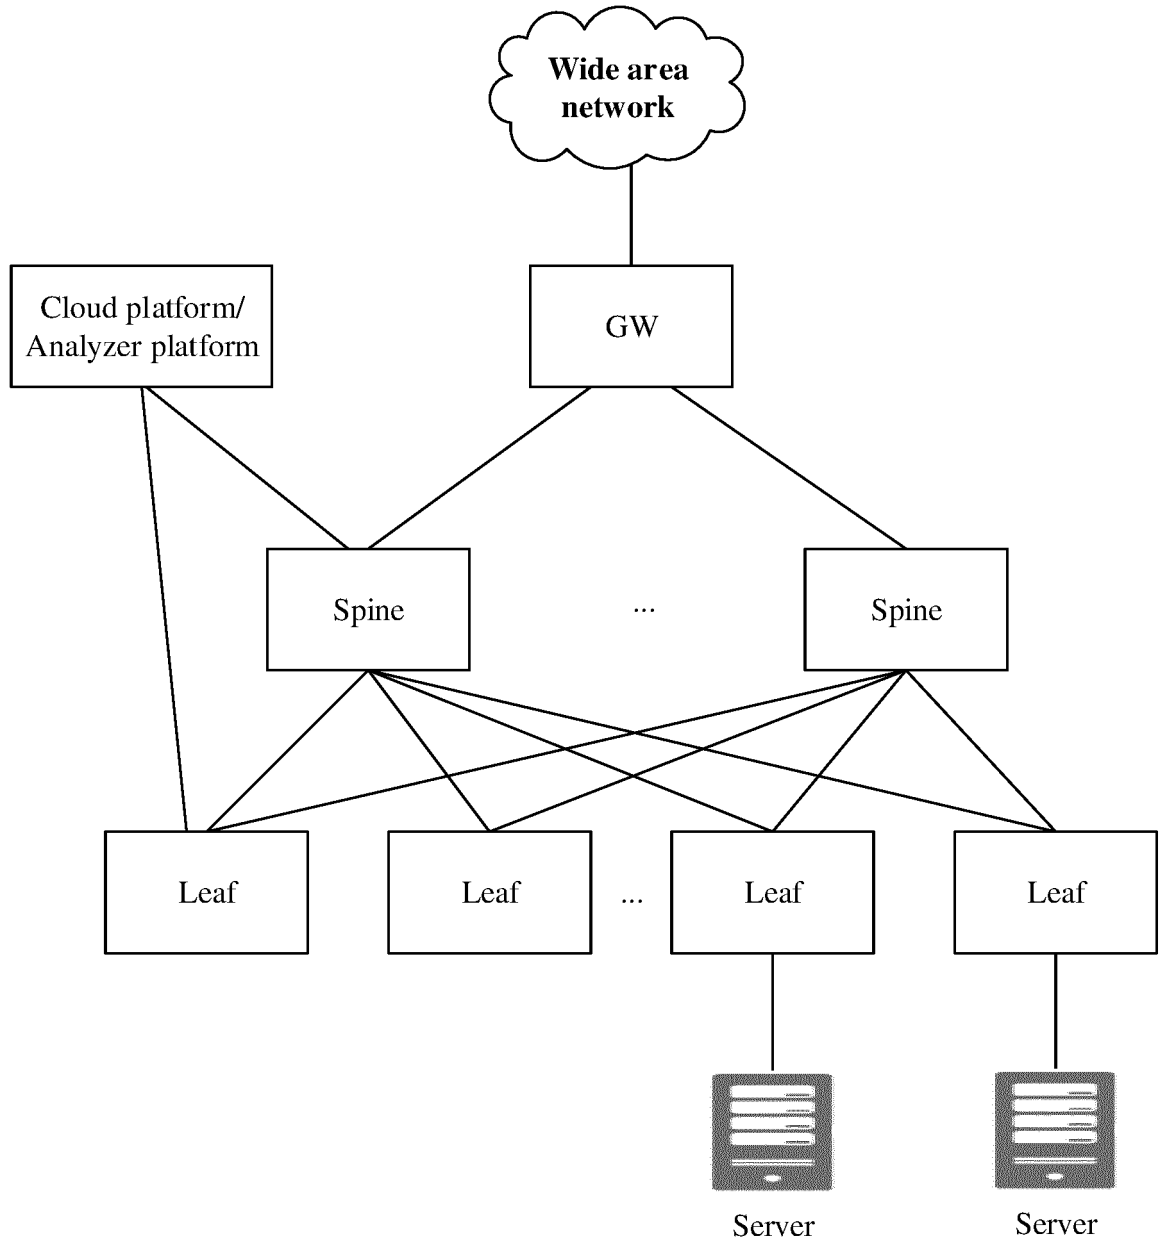 Wide area
network
Cloud platform/
Analyzer platform
GW
Spine
...
Spine
Leaf
Leaf
...
Leaf
Leaf
Server
Server